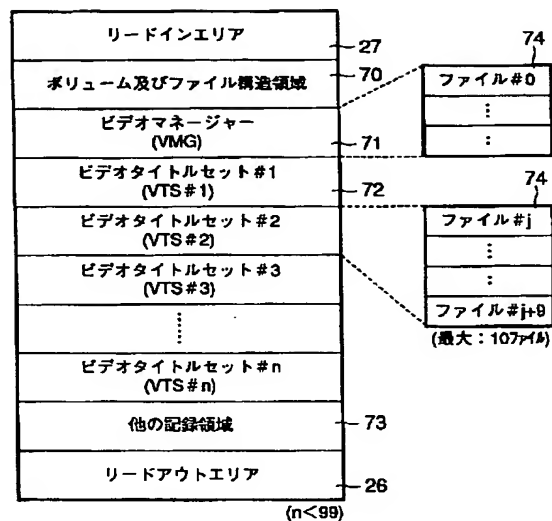 リードインエリア
27
ボリューム及びファイル構造領域
70
ビデオマネージャー
(VMG)
71
ビデオタイトルセット#1
(VTS#1)
72
ビデオタイトルセット#2
(VTS#2)
ビデオタイトルセット#3
(VTS#3)
ビデオタイトルセット#n
(VTS#n)
他の記録領域
73
リードアウトエリア
26
(n<99)
74
ファイル#0
74
ファイル#j
ファイル#j+9
(最大:107ファイル)